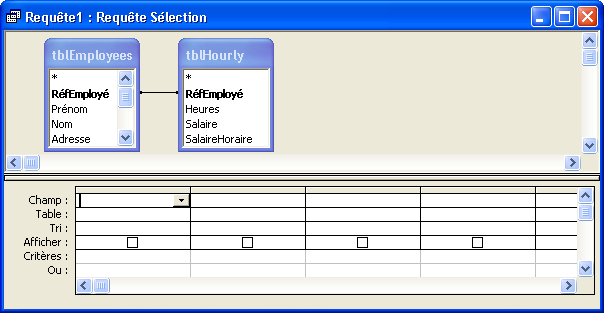 Requête1 : Requête Sélection
tblEmployees
*
RéfEmployé
Prénom
Nom
Adresse
tblHourly
*
RéfEmployé
Heures
Salaire
SalaireHoraire
Champ :
Table :
Tri :
Afficher :
Critères :
Ou :